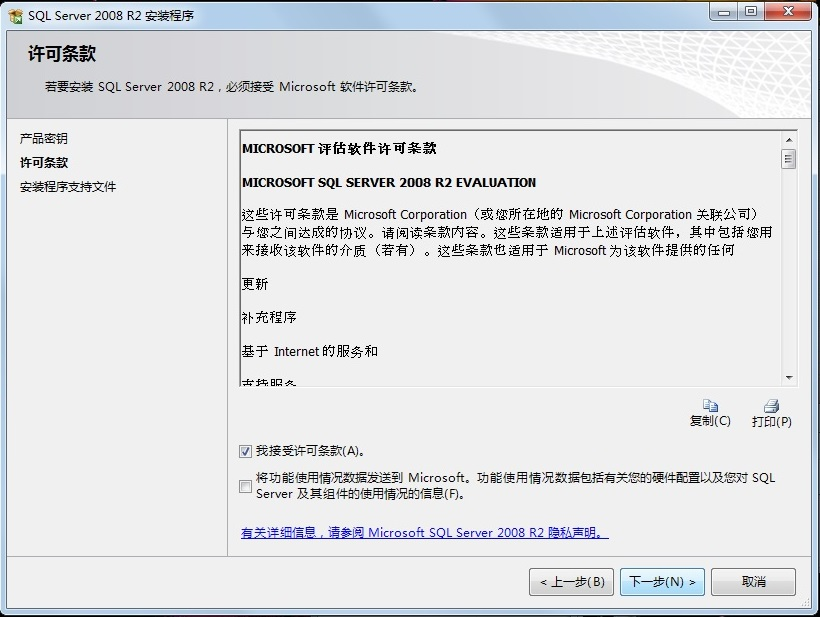 SQL Server 2008 R2 安装程序
许可条款
若要安装 SQL Server 2008 R2，必须接受 Microsoft 软件许可条款。
产品密钥
许可条款
安装程序支持文件
MICROSOFT 评估软件许可条款
MICROSOFT SQL SERVER 2008 R2 EVALUATION
这些许可条款是 Microsoft Corporation（或您所在地的 Microsoft Corporation 关联公司）
与您之间达成的协议。请阅读条款内容。这些条款适用于上述评估软件，其中包括您用
来接收该软件的介质（若有）。这些条款也适用于 Microsoft 为该软件提供的任何
更新
补充程序
基于 Internet 的服务和
支持服务
复制(C)
打印(P)
我接受许可条款(A)。
将功能使用情况数据发送到 Microsoft。功能使用情况数据包括有关您的硬件配置以及您对 SQL
Server 及其组件的使用情况的信息(F)。
有关详细信息，请参阅 Microsoft SQL Server 2008 R2 隐私声明。
< 上一步(B)
下一步(N) >
取消